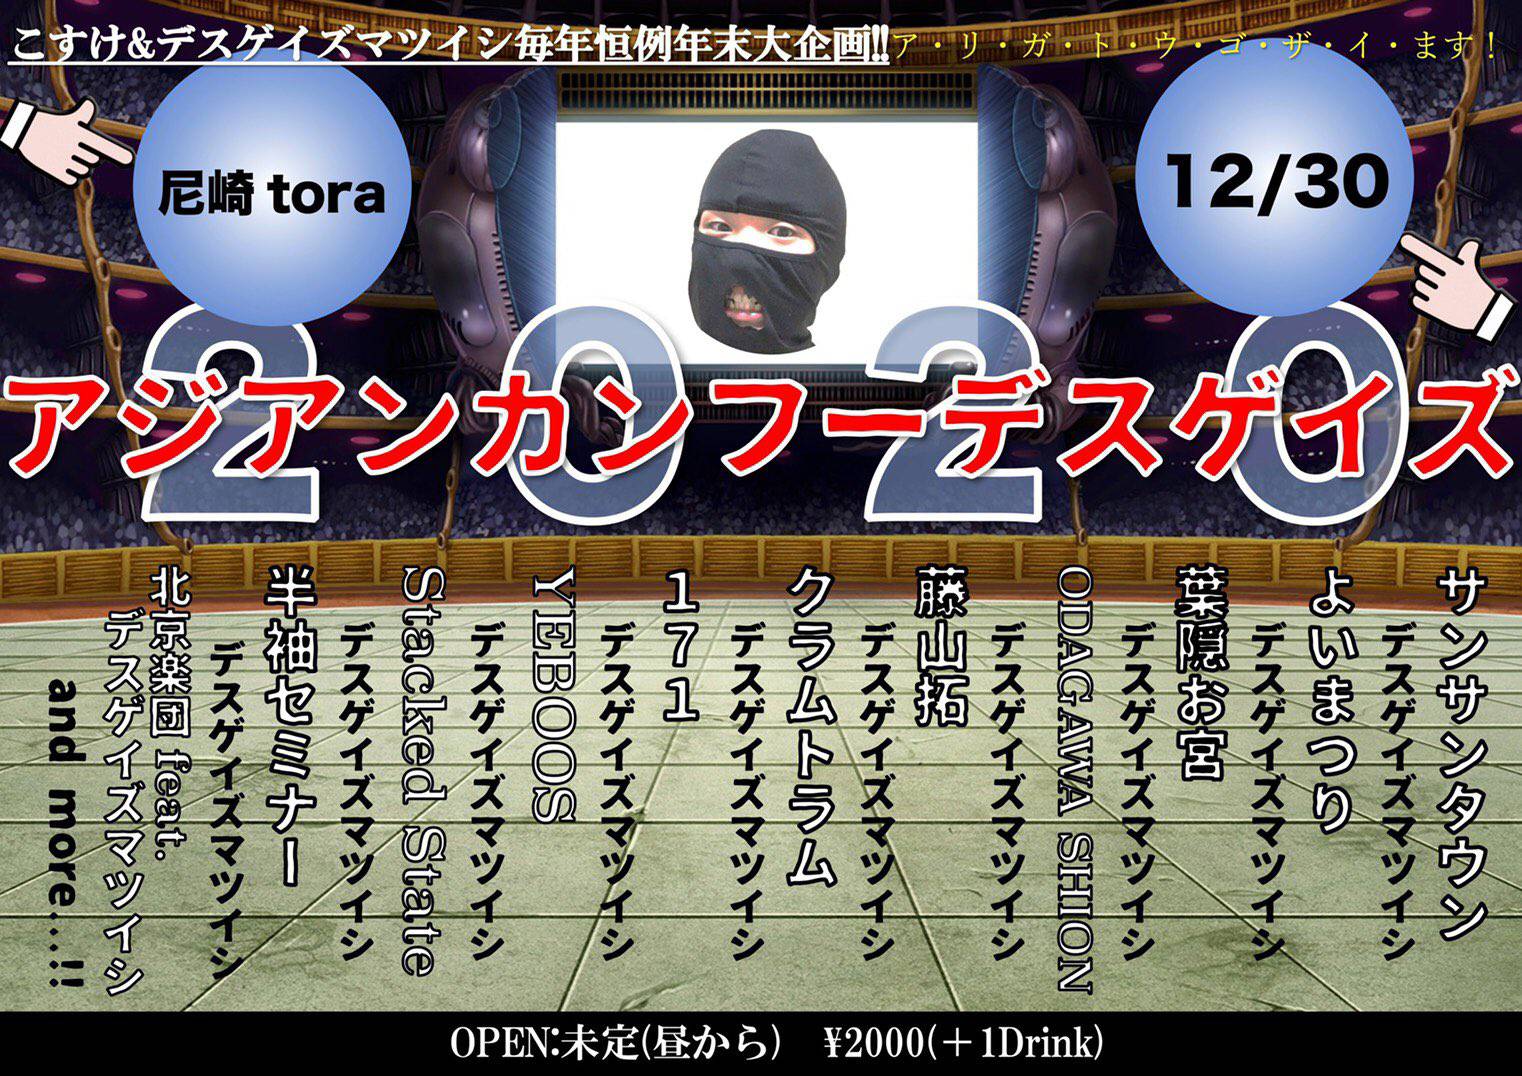 こすけ&デスゲイズマツイシ毎年恒例年末大企画!!ア・リ・ガ・ト・ウ・ゴ・ザ・イ・ます!
尼崎tora
12/30
2020
アジアンカンフーデスゲイズ
サンサンタウン
デスゲイズマツイシ
よいまつり
デスゲイズマツイシ
葉隠お宮
デスゲイズマツイシ
ODAGAWA SHION
デスゲイズマツイシ
藤山拓
デスゲイズマツイシ
クラムトラム
デスゲイズマツイシ
171
デスゲイズマツイシ
YEBOOS
デスゲイズマツイシ
Stacked State
デスゲイズマツイシ
半袖セミナー
デスゲイズマツイシ
北京楽団 feat.
デスゲイズマツイシ
and more.....!!
OPEN:未定(昼から) ¥2000(+1Drink)